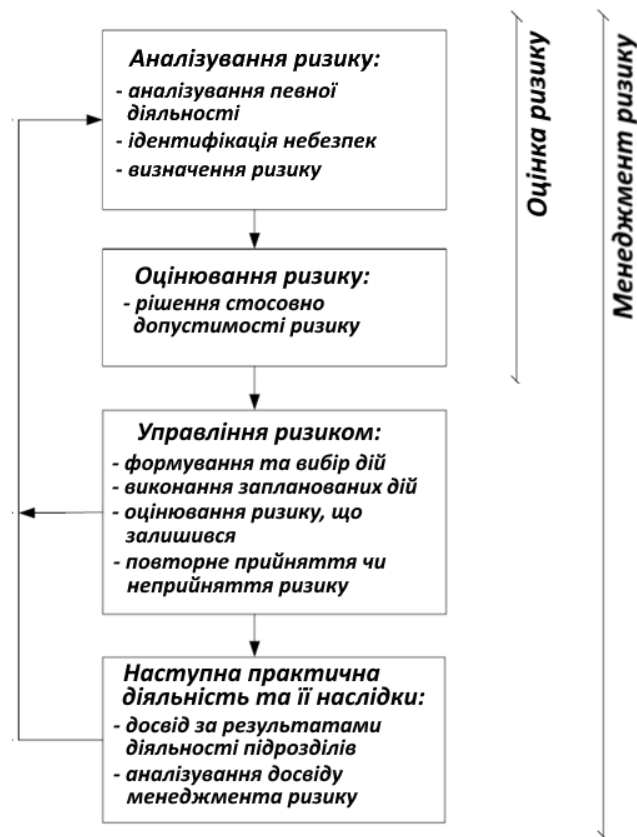 Аналізування ризику:
- аналізування певної
діяльності
- ідентифікація небезпек
- визначення ризику
Оцінювання ризику:
- рішення стосовно
допустимості ризику
Управління ризиком:
- формування та вибір дій
- виконання запланованих дій
- оцінювання ризику, що
залишився
- повторне прийняття чи
неприйняття ризику
Наступна практична
діяльність та її наслідки:
- досвід за результатами
діяльності підрозділів
- аналізування досвіду
менеджмента ризику
Оцінка ризику
Менеджмент ризику